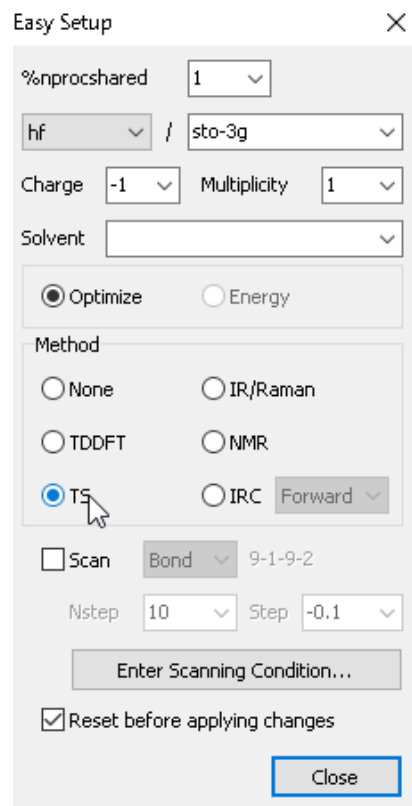 Easy Setup
%nprocshared 1
hf / sto-3g
Charge -1 Multiplicity 1
Solvent
Optimize Energy
Method
None IR/Raman
TDDFT NMR
TS IRC Forward
Scan Bond 9-1-9-2
Nstep 10 Step -0.1
Enter Scanning Condition...
Reset before applying changes
Close